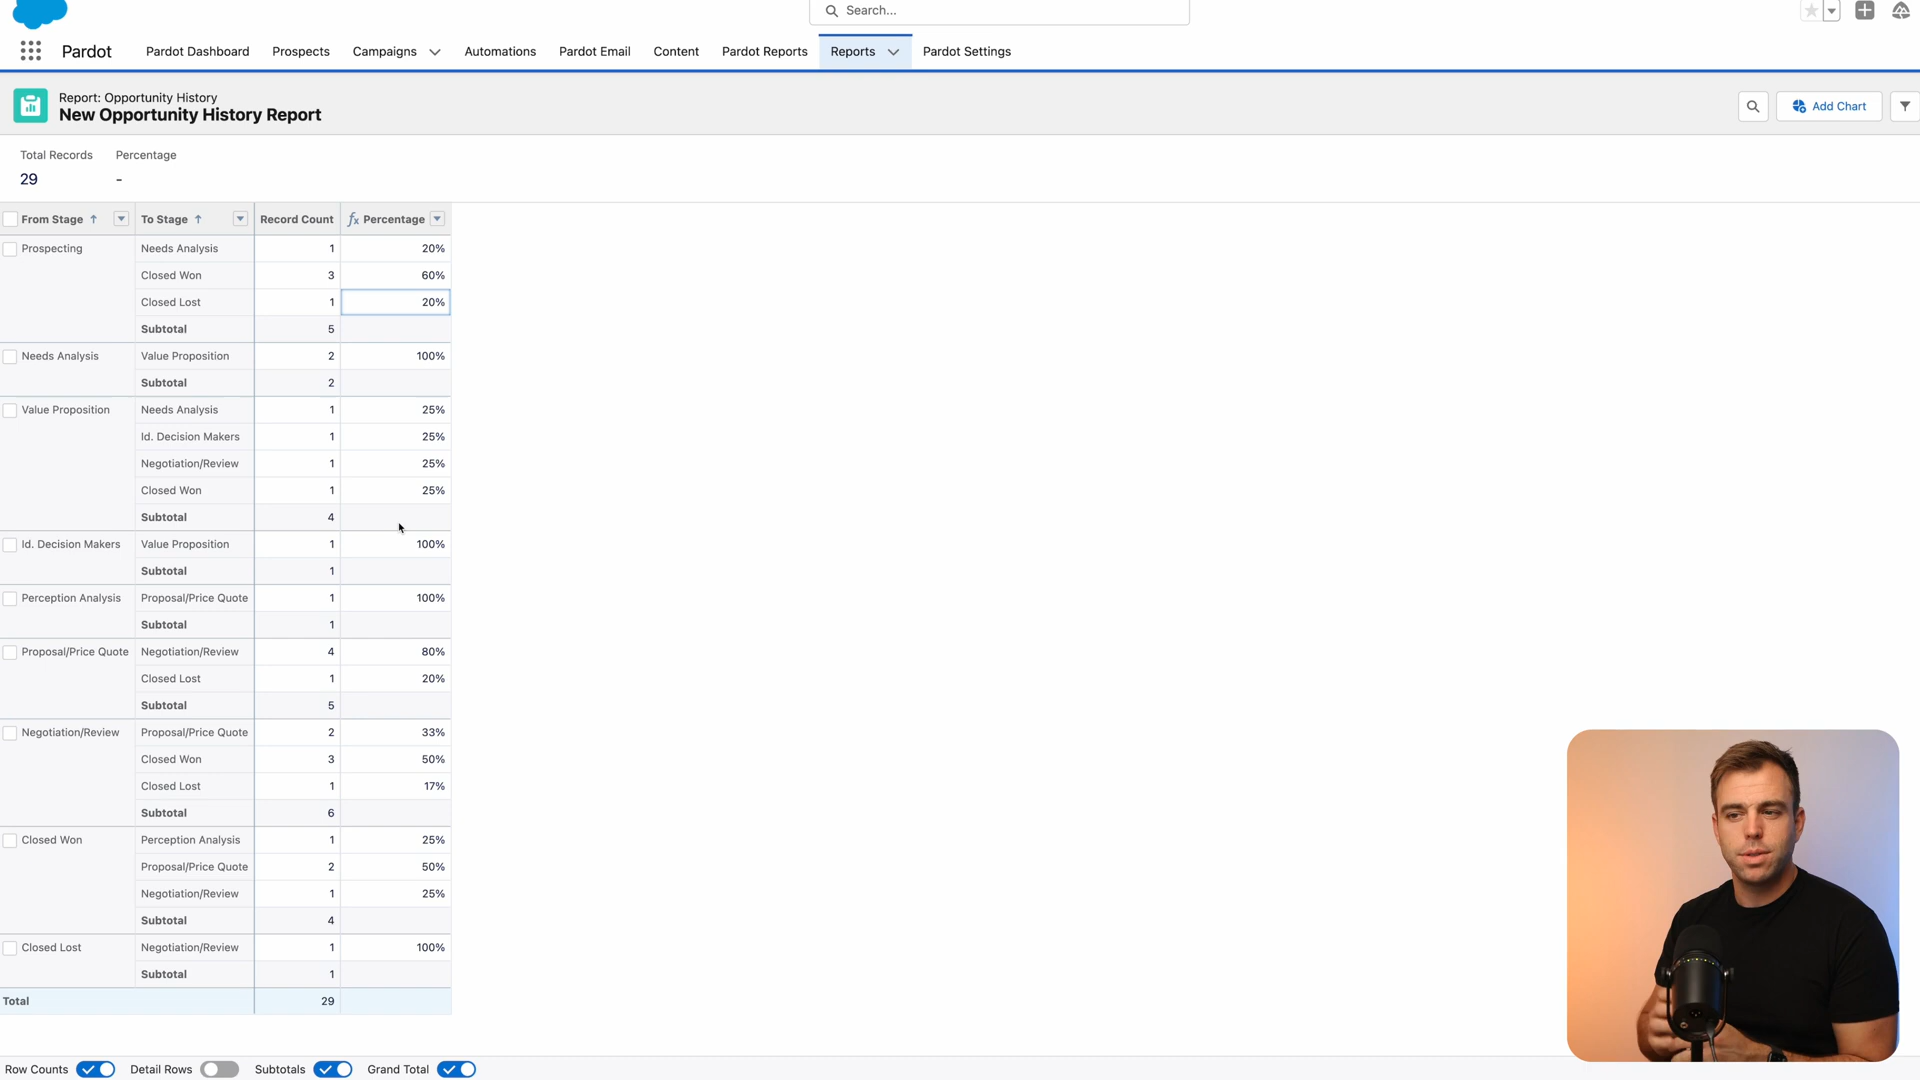 Search...
Pardot
Pardot Dashboard
Prospects
Campaigns
Automations
Pardot Email
Content
Pardot Reports
Reports
Pardot Settings
Report: Opportunity History
New Opportunity History Report
Add Chart
Total Records
Percentage
29
-
From Stage To Stage Record Count fx Percentage
Prospecting Needs Analysis 1 20%
Closed Won 3 60%
Closed Lost 1 20%
Subtotal 5
Needs Analysis Value Proposition 2 100%
Subtotal 2
Value Proposition Needs Analysis 1 25%
Id. Decision Makers 1 25%
Negotiation/Review 1 25%
Closed Won 1 25%
Subtotal 4
Id. Decision Makers Value Proposition 1 100%
Subtotal 1
Perception Analysis Proposal/Price Quote 1 100%
Subtotal 1
Proposal/Price Quote Negotiation/Review 4 80%
Closed Lost 1 20%
Subtotal 5
Negotiation/Review Proposal/Price Quote 2 33%
Closed Won 3 50%
Closed Lost 1 17%
Subtotal 6
Closed Won Perception Analysis 1 25%
Proposal/Price Quote 2 50%
Negotiation/Review 1 25%
Subtotal 4
Closed Lost Negotiation/Review 1 100%
Subtotal 1
Total 29
Row Counts
Detail Rows
Subtotals
Grand Total